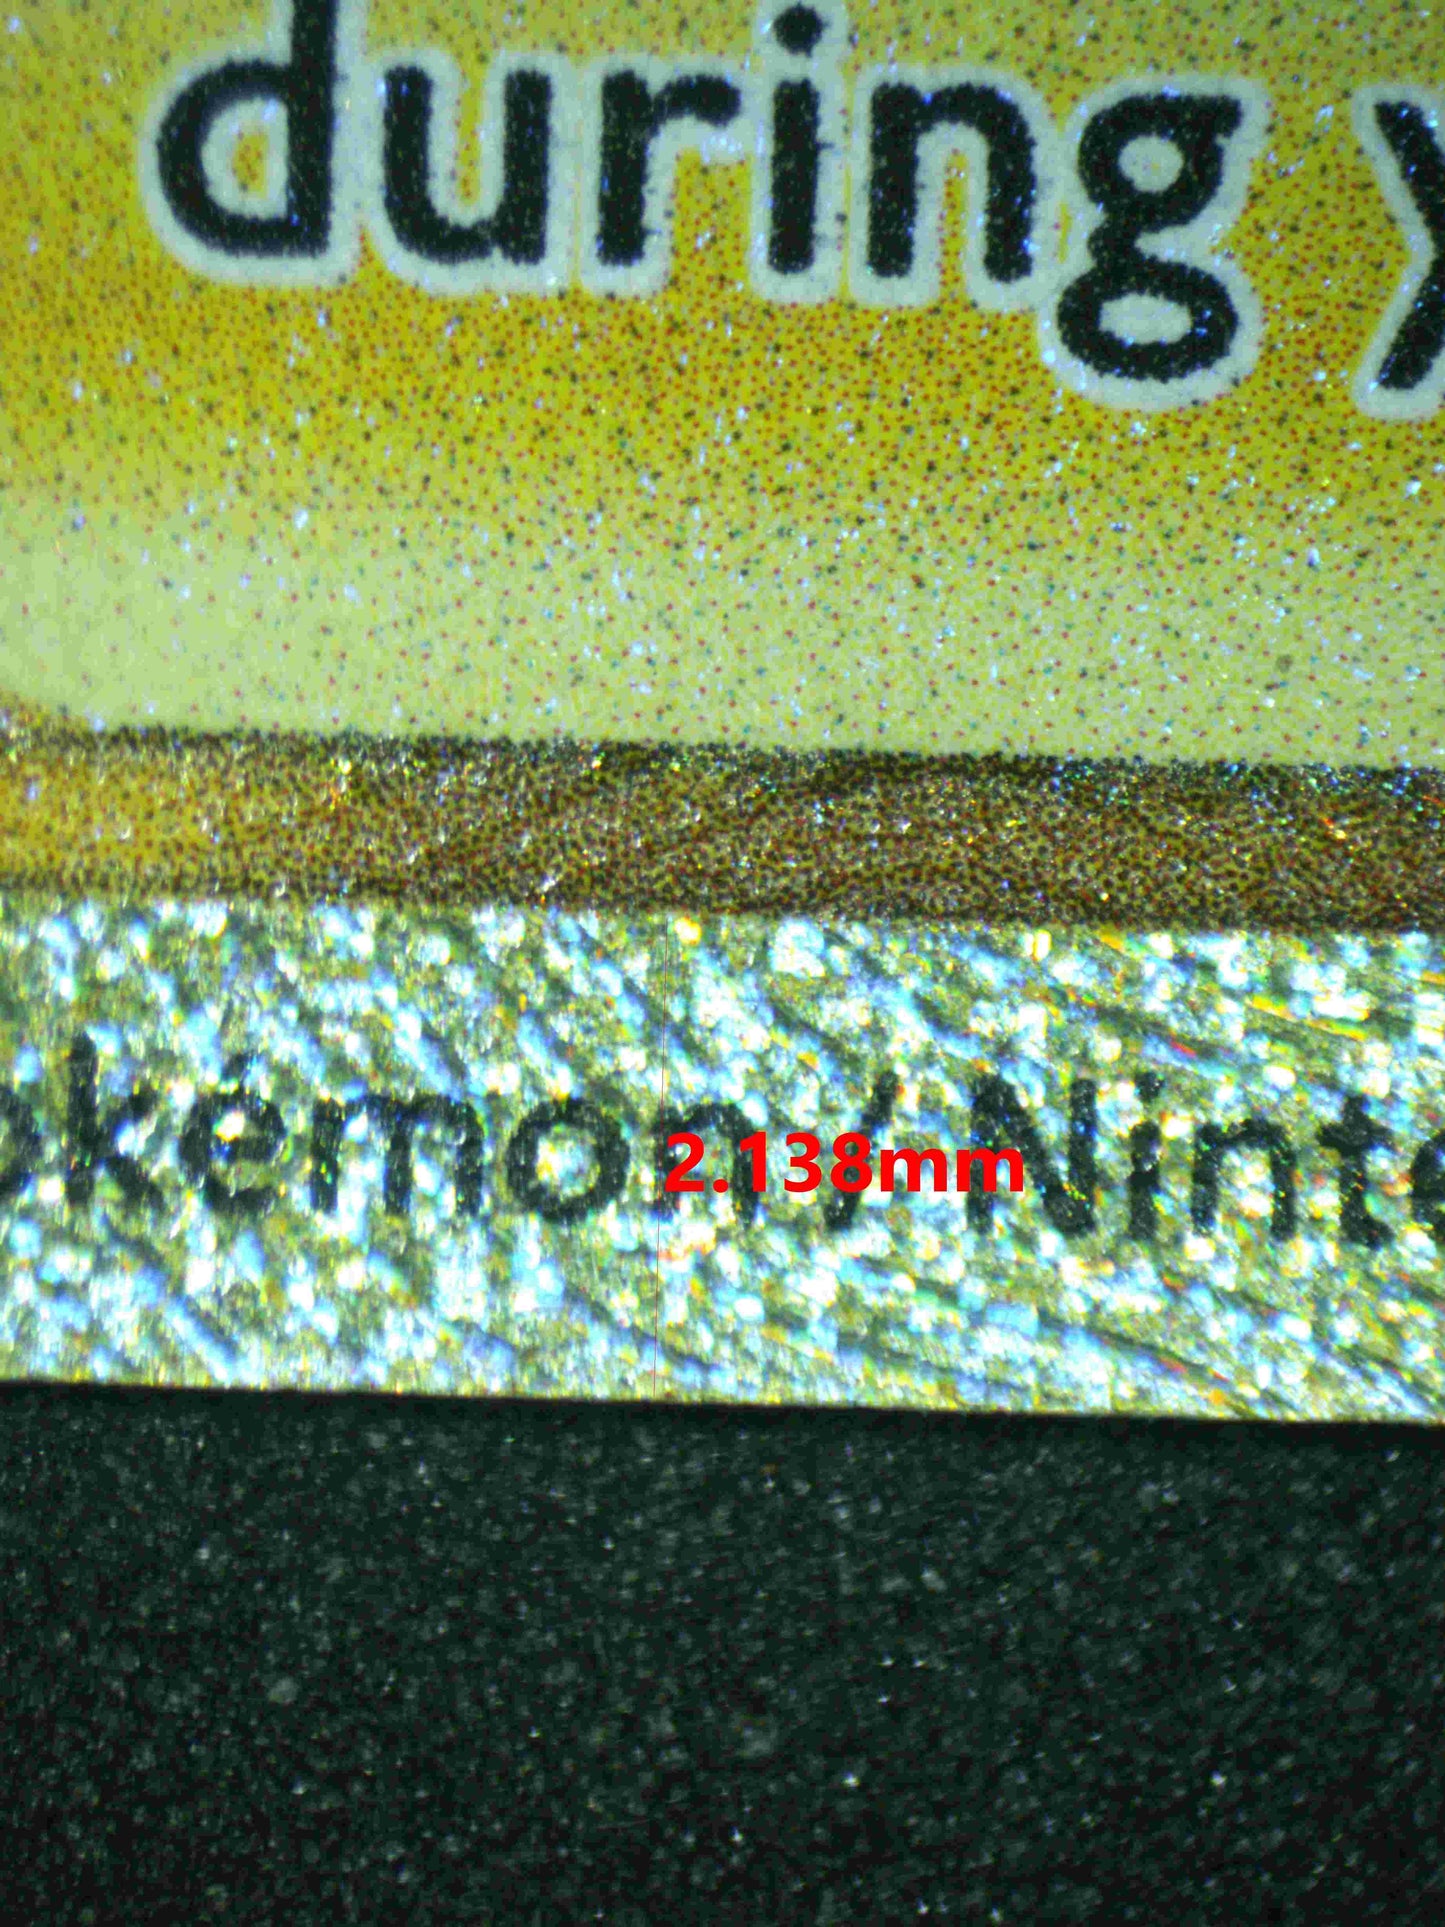 during y
okémon / Ninte
2.138mm